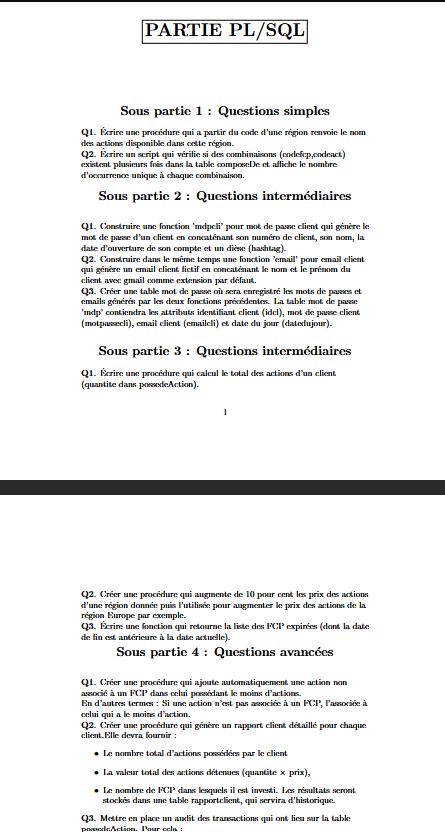 PARTIE PL/SQL
Sous partie 1 : Questions simples
Q1. Écrire une procédure qui a partir du code d'une région renvoie le nom
des actions disponible dans cette région.
Q2. Écrire un script qui vérifie si des combinaisons (codefcp,codeact)
existent plusieurs fois dans la table composeDe et affiche le nombre
d'occurrence unique à chaque combinaison.
Sous partie 2 : Questions intermédiaires
Q1. Construire une fonction 'mdpcli' pour mot de passe client qui génère le
mot de passe d'un client en concaténant son numéro de client, son nom, la
date d'ouverture de son compte et un dièse (hashtag).
Q2. Construire dans le même temps une fonction 'email' pour email client
qui génère un email client fictif en concaténant le nom et le prénom du
client avec gmail comme extension par défaut.
Q3. Créer une table mot de passe où sera enregistré les mots de passes et
emails générés par les deux fonctions précédentes. La table mot de passe
'mdp' contiendra les attributs identifiant client (idcl), mot de passe client
(motpassecli), email client (emailcli) et date du jour (datedujour).
Sous partie 3 : Questions intermédiaires
Q1. Écrire une procédure qui calcul le total des actions d'un client
(quantite dans possedeAction).
1
Q2. Créer une procédure qui augmente de 10 pour cent les prix des actions
d'une région donnée puis l'utilisée pour augmenter le prix des actions de la
région Europe par exemple.
Q3. Écrire une fonction qui retourne la liste des FCP expirées (dont la date
de fin est antérieure à la date actuelle).
Sous partie 4 : Questions avancées
Q1. Créer une procédure qui ajoute automatiquement une action non
associé à un FCP dans celui possédant le moins d'actions.
En d'autres termes : Si une action n'est pas associée à un FCP, l'associée à
celui qui a le moins d'action.
Q2. Créer une procédure qui génère un rapport client détaillé pour chaque
client.Elle devra fournir :
• Le nombre total d'actions possédées par le client
• La valeur total des actions détenues (quantite × prix),
• Le nombre de FCP dans lesquels il est investi. Les résultats seront
stockés dans une table rapportclient, qui servira d'historique.
Q3. Mettre en place un audit des transactions qui ont lieu sur la table
possedeAction. Pour cela :